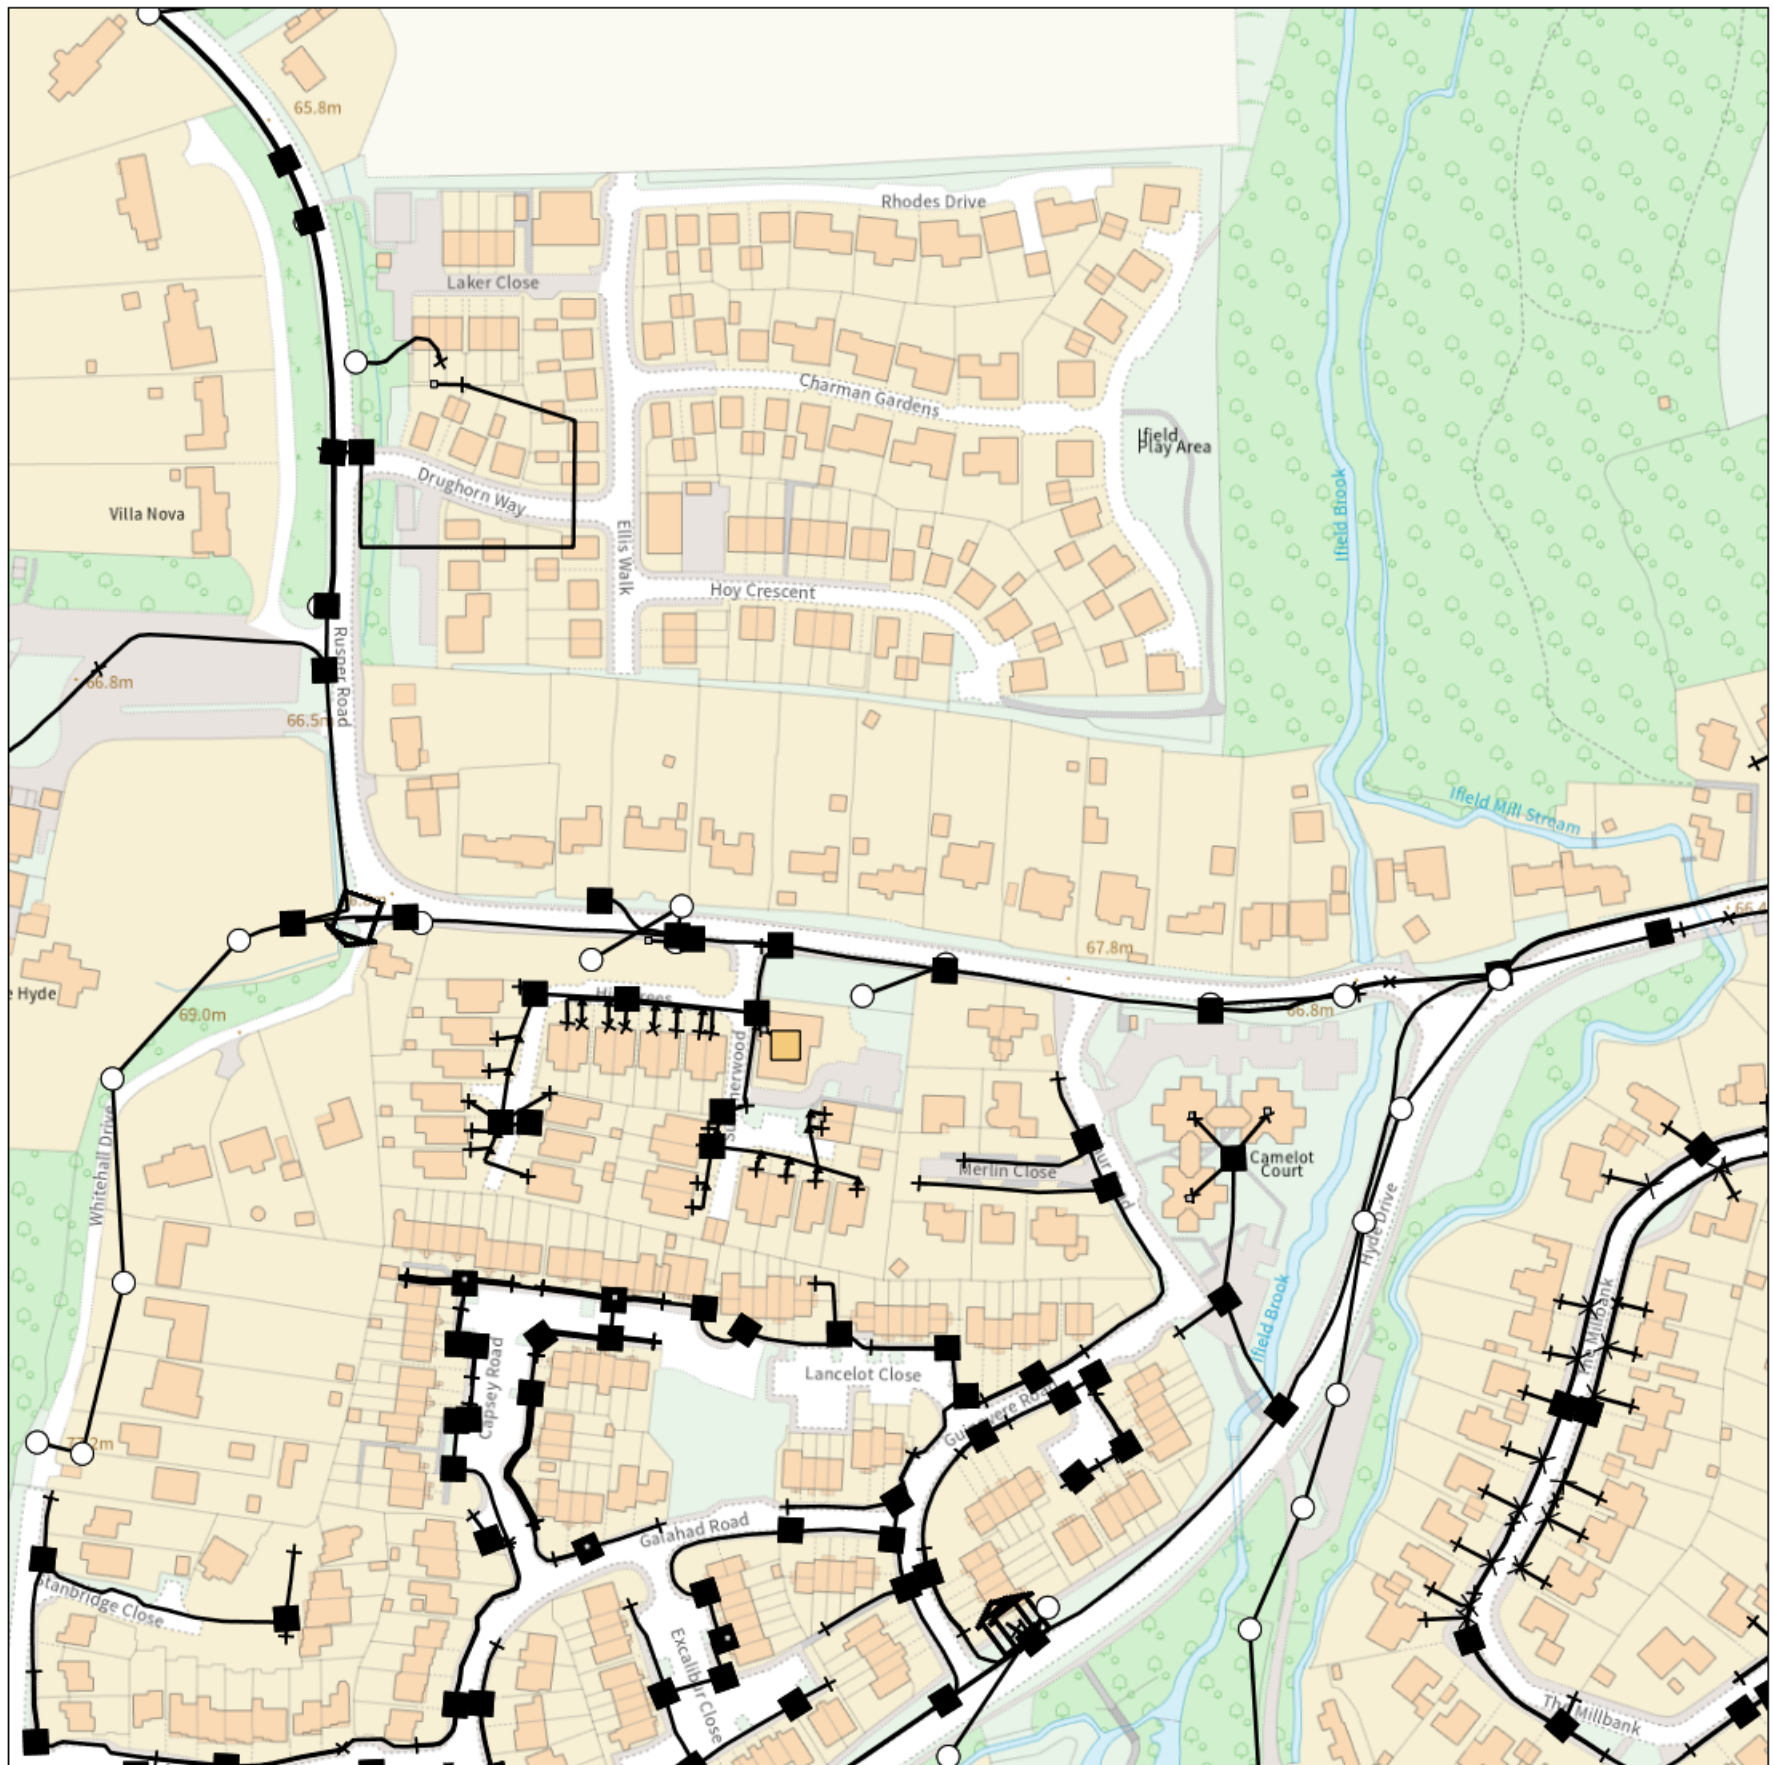 65.8m
Rhodes Drive
Laker Close
Charman Gardens
Ifield
Play Area
Drughorn Way
Ifield Brook
Villa Nova
Ellis Walk
Hoy Crescent
Rusper Road
66.8m
66.5m
Ifield Mill Stream
67.8m
e Hyde
69.0m
66.8m
Whitehall Drive
Merlin Close
Camelot
Court
Hyde Drive
Ifield Brook
The Millbank
Capsey Road
Lancelot Close
Guinevere Road
Galahad Road
Stanbridge Close
Excalibur Close
The Millbank